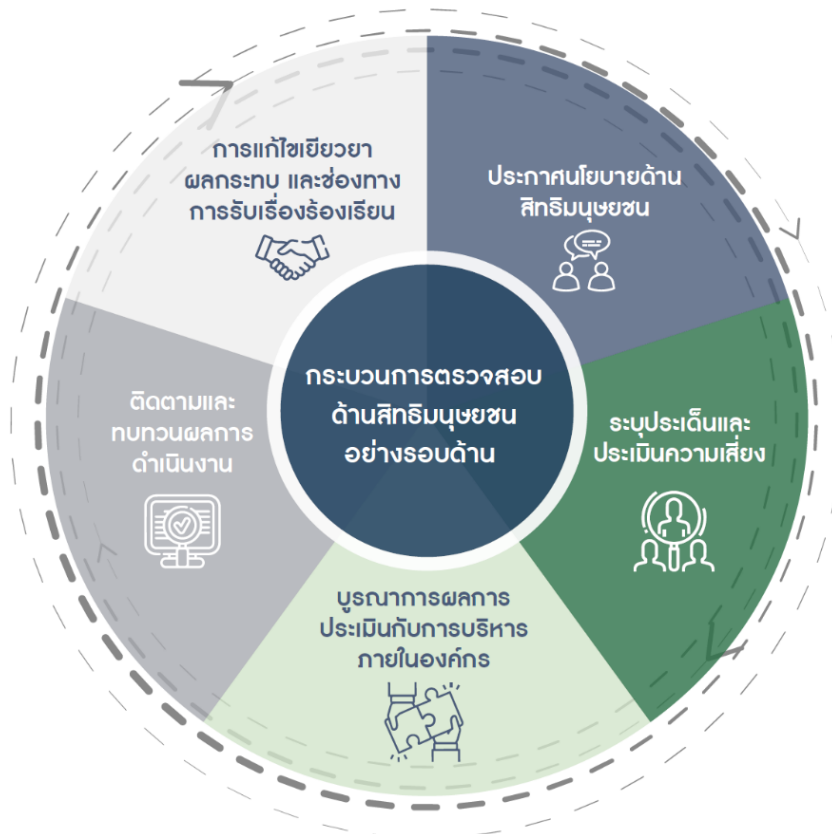 การแก้ไขเยียวยา
ผลกระทบ และช่องทาง
การรับเรื่องร้องเรียน
ประกาศนโยบายด้าน
สิทธิมนุษยชน
กระบวนการตรวจสอบ
ด้านสิทธิมนุษยชน
อย่างรอบด้าน
ติดตามและ
ทบทวนผลการ
ดำเนินงาน
ระบุประเด็นและ
ประเมินความเสี่ยง
บูรณาการผลการ
ประเมินกับการบริหาร
ภายในองค์กร